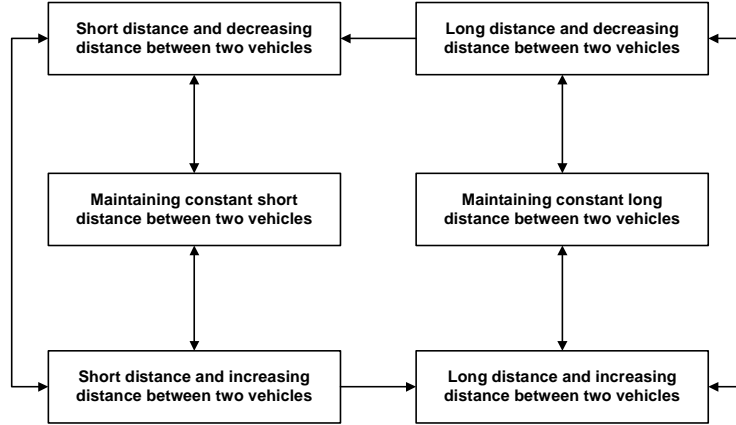 Short distance and decreasing
distance between two vehicles
Long distance and decreasing
distance between two vehicles
Maintaining constant short
distance between two vehicles
Maintaining constant long
distance between two vehicles
Short distance and increasing
distance between two vehicles
Long distance and increasing
distance between two vehicles